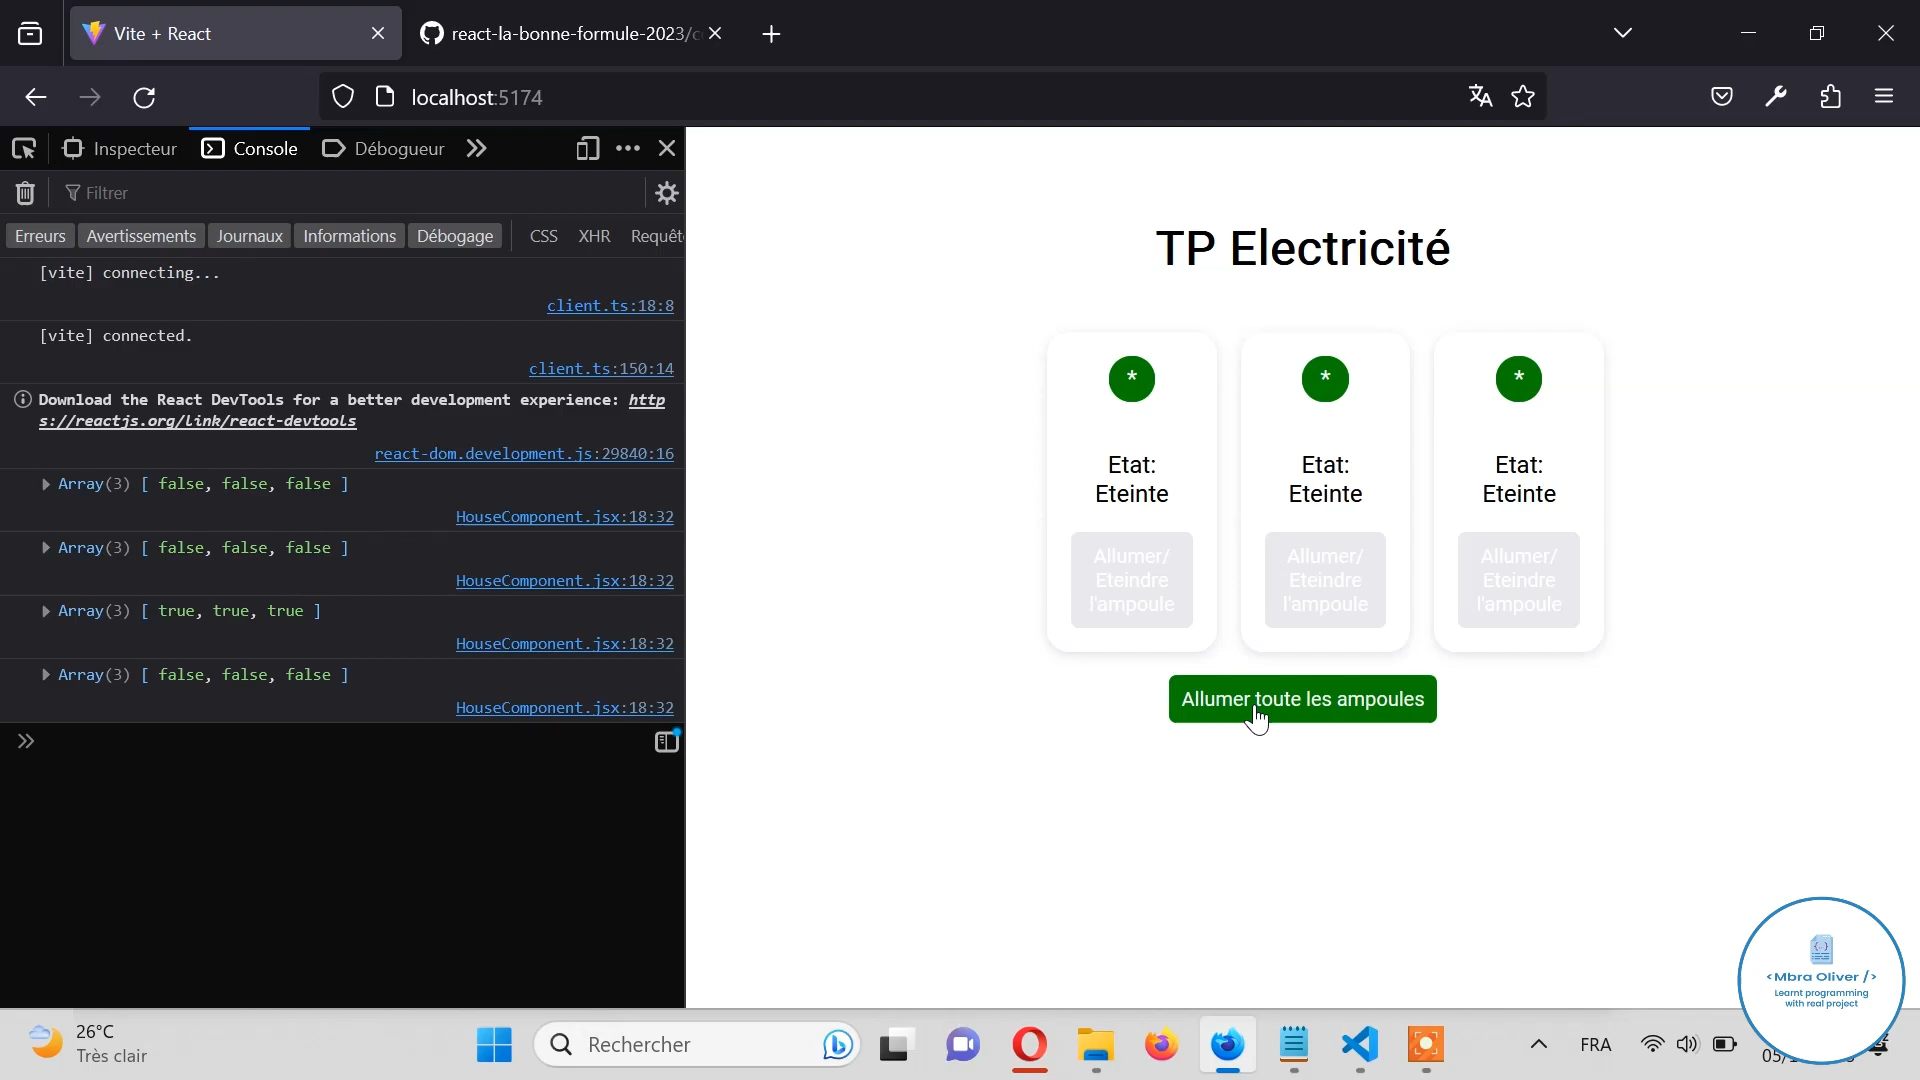 Vite + React
react-la-bonne-formule-2023/c
localhost:5174
Inspecteur
Console
Débogueur
Filtrer
Erreurs
Avertissements
Journaux
Informations
Débogage
CSS
XHR
Requêt
[vite] connecting...
client.ts:18:8
[vite] connected.
client.ts:150:14
Download the React DevTools for a better development experience: http
s://reactjs.org/link/react-devtools
react-dom.development.js:29840:16
Array(3) [ false, false, false ]
HouseComponent.jsx:18:32
Array(3) [ false, false, false ]
HouseComponent.jsx:18:32
Array(3) [ true, true, true ]
HouseComponent.jsx:18:32
Array(3) [ false, false, false ]
HouseComponent.jsx:18:32
TP Electricité
*
Etat:
Eteinte
Allumer/
Eteindre
l'ampoule
*
Etat:
Eteinte
Allumer/
Eteindre
l'ampoule
*
Etat:
Eteinte
Allumer/
Eteindre
l'ampoule
Allumer toute les ampoules
{..}
<Mbra Oliver />
Learnt programming
with real project
26°C
Très clair
Rechercher
FRA
05/